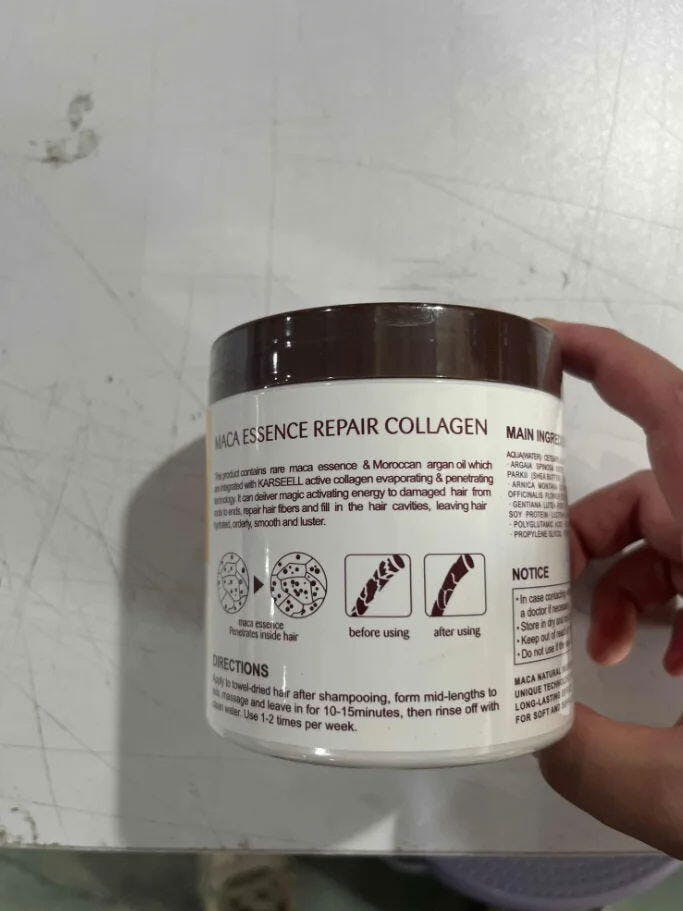 MACA ESSENCE REPAIR COLLAGEN
This product contains rare maca essence & Moroccan argan oil which
are integrated with KARSEELL active collagen evaporating & penetrating
technology. It can deliver magic activating energy to damaged hair from
ends to ends, repair hair fibers and fill in the hair cavities, leaving hair
hydrated, orderly, smooth and luster.
maca essence
Penetrates inside hair
before using
after using
DIRECTIONS
Apply to towel-dried hair after shampooing, form mid-lengths to
ends, massage and leave in for 10-15minutes, then rinse off with
clean water. Use 1-2 times per week.
MAIN INGRE
AQUA(WATER)
· ARGAIA SPINOSA
PARKII (SHEA BUTT
· ARNICA MONTANA
OFFICINALIS
· GENTIANA LUTEA
SOY PROTEIN
· POLYGLUTAMIC
· PROPYLENE GLYCOL
NOTICE
· In case contacting
a doctor if necessary
· Store in dry and
· Keep out of reach
· Do not use if the
MACA NATURAL
UNIQUE TECHNO
LONG-LASTING
FOR SOFT AND